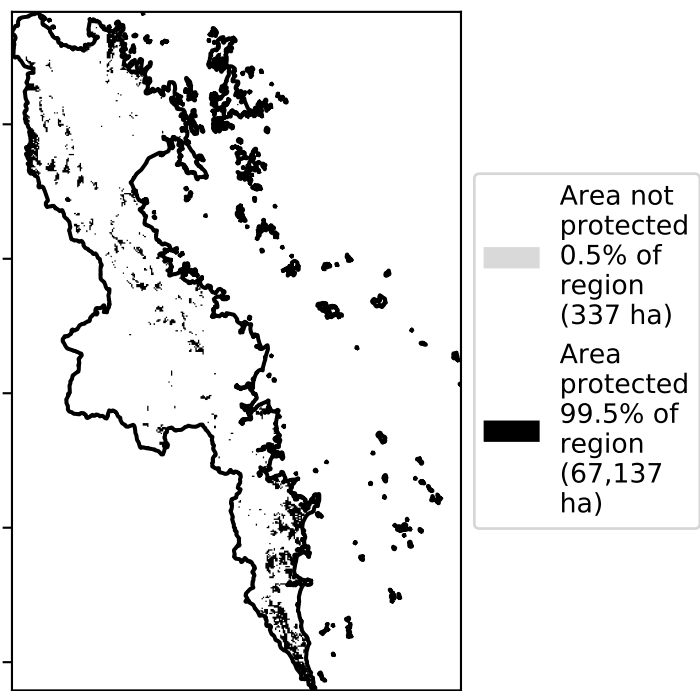 Area not
protected
0.5% of
region
(337 ha)
Area
protected
99.5% of
region
(67,137
ha)